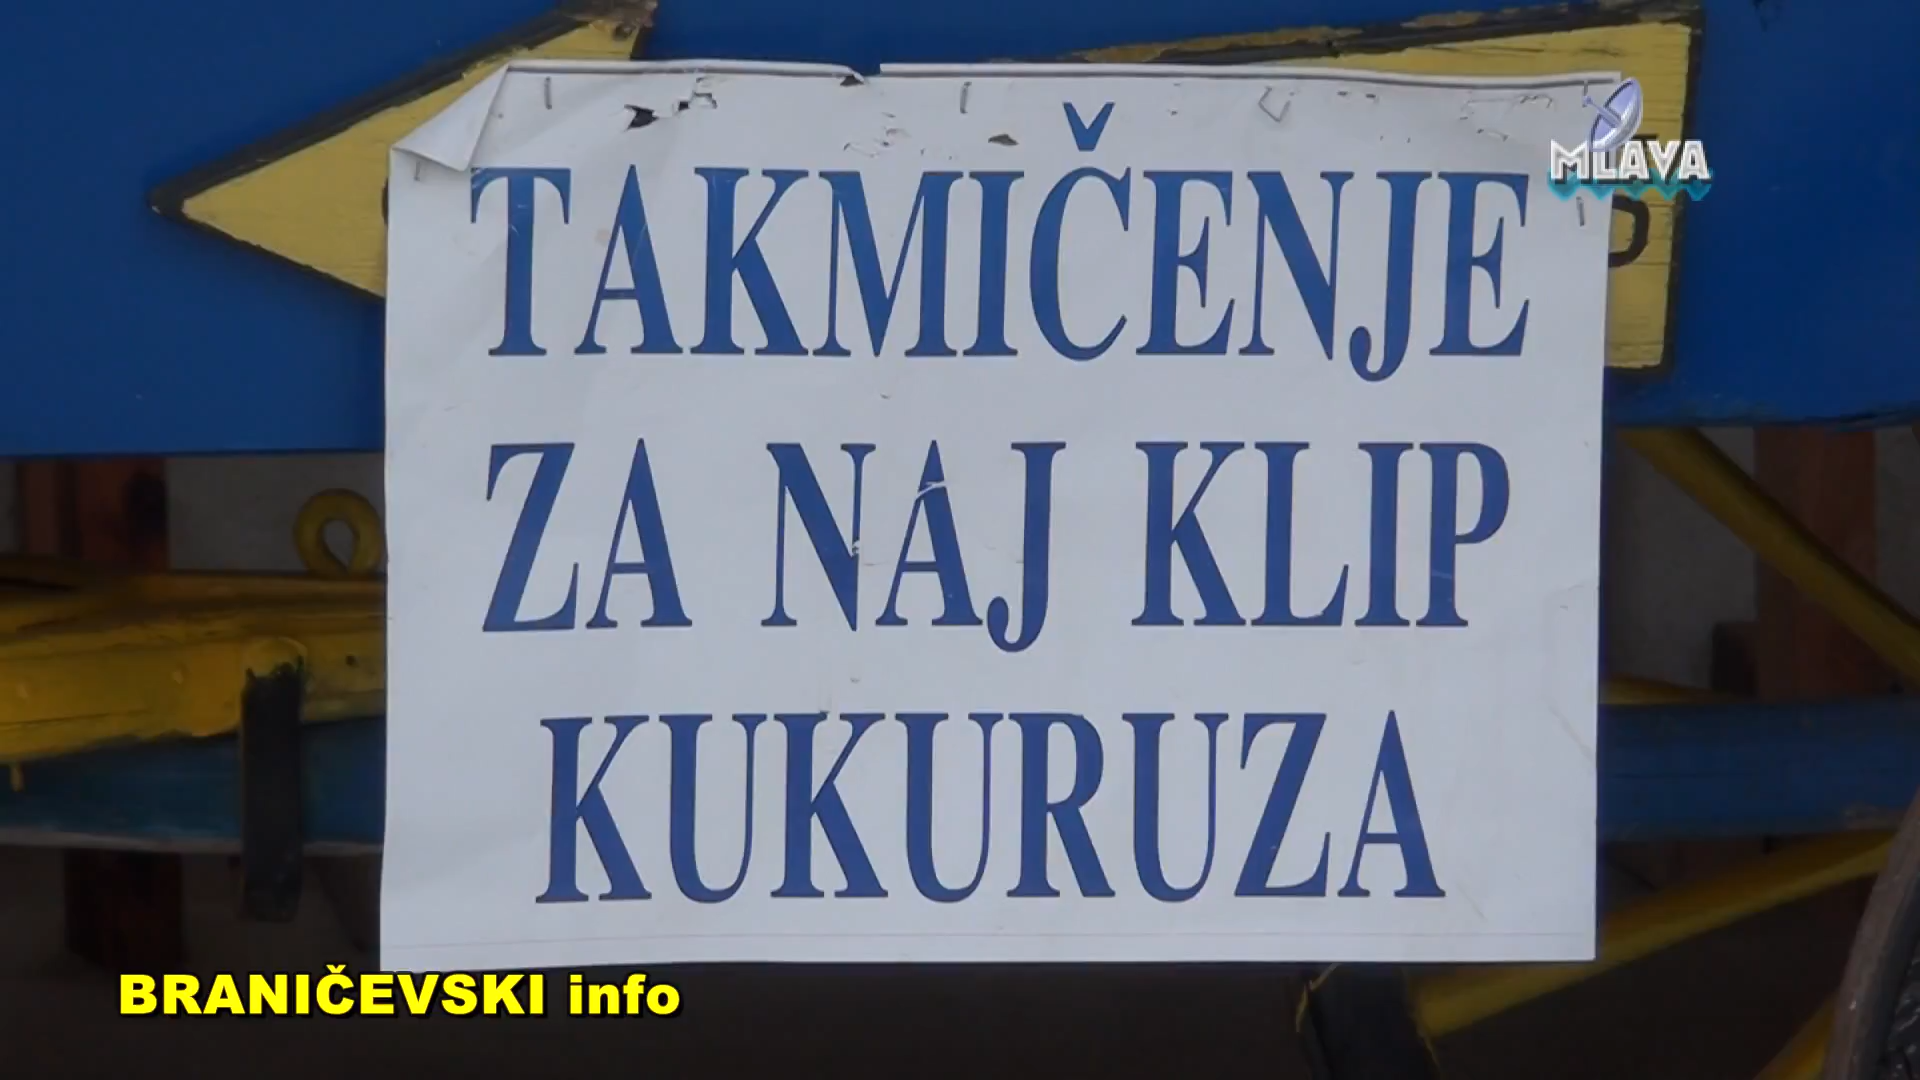 MLAVA
TAKMIČENJE
ZA NAJ KLIP
KUKURUZA
BRANIČEVSKI info